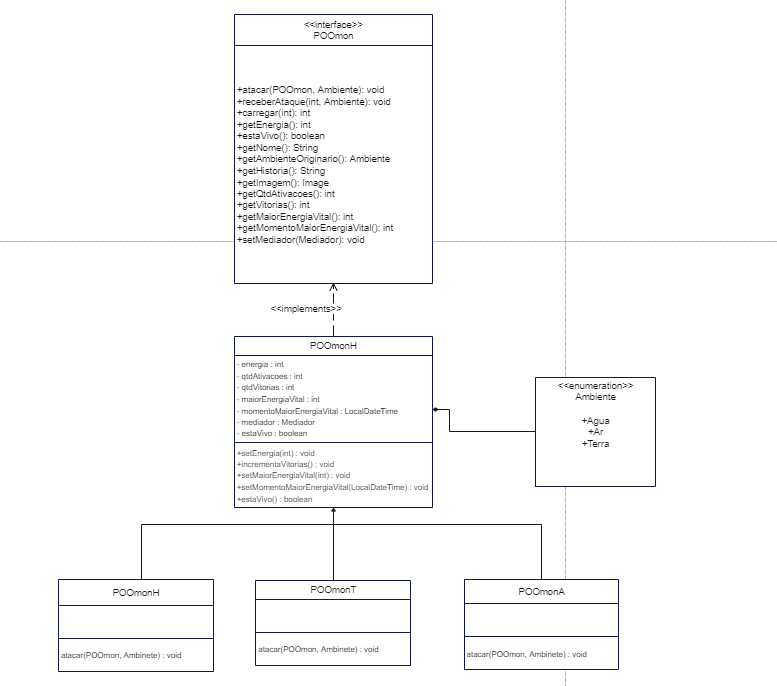 <<interface>>
POOmon
+atacar(POOmon, Ambiente): void
+receberAtaque(int, Ambiente): void
+carregar(int): int
+getEnergia(): int
+estaVivo(): boolean
+getNome(): String
+getAmbienteOriginario(): Ambiente
+getHistoria(): String
+getImagem(): Image
+getQtdAtivacoes(): int
+getVitorias(): int
+getMaiorEnergiaVital(): int
+getMomentoMaiorEnergiaVital(): int
+setMediador(Mediador): void
<<implements>>
POOmonH
- energia : int
- qtdAtivacoes : int
- qtdVitorias : int
- maiorEnergiaVital : int
- momentoMaiorEnergiaVital : LocalDateTime
- mediador : Mediador
- estaVivo : boolean
+setEnergia(int) : void
+incrementaVitorias() : void
+setMaiorEnergiaVital(int) : void
+setMomentoMaiorEnergiaVital(LocalDateTime) : void
+estaVivo() : boolean
<<enumeration>>
Ambiente
+Agua
+Ar
+Terra
POOmonH
atacar(POOmon, Ambinete) : void
POOmonT
atacar(POOmon, Ambinete) : void
POOmonA
atacar(POOmon, Ambinete) : void